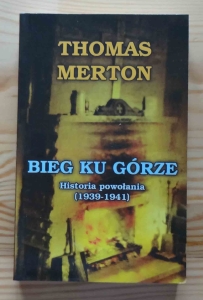 THOMAS
MERTON
BIEG KU GÓRZE
Historia powołania
(1939-1941)